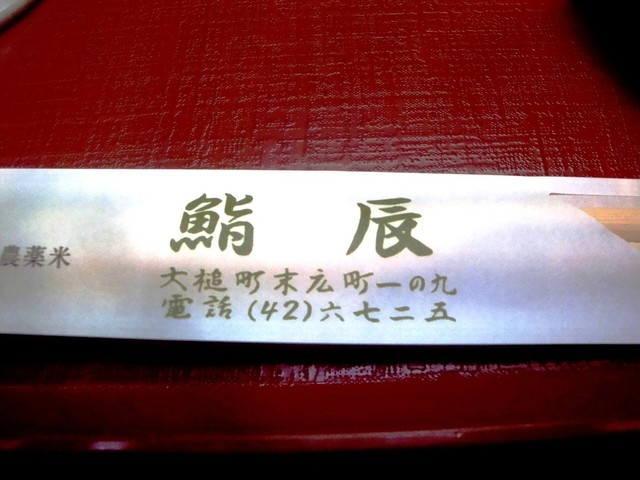 鮨辰
大槌町末広町一の九
電話(42)六七二五
農薬米